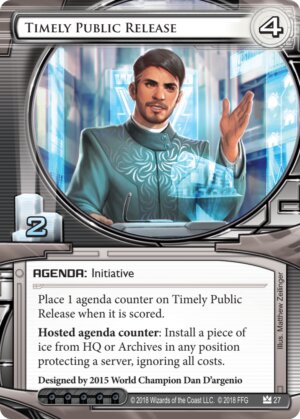 Timely Public Release
4
2
AGENDA: Initiative
Place 1 agenda counter on Timely Public
Release when it is scored.
Hosted agenda counter: Install a piece of
ice from HQ or Archives in any position
protecting a server, ignoring all costs.
Designed by 2015 World Champion Dan D'argenio
Illus. Matthew Zeilinger
© 2018 Wizards of the Coast LLC. © 2018 FFG
27